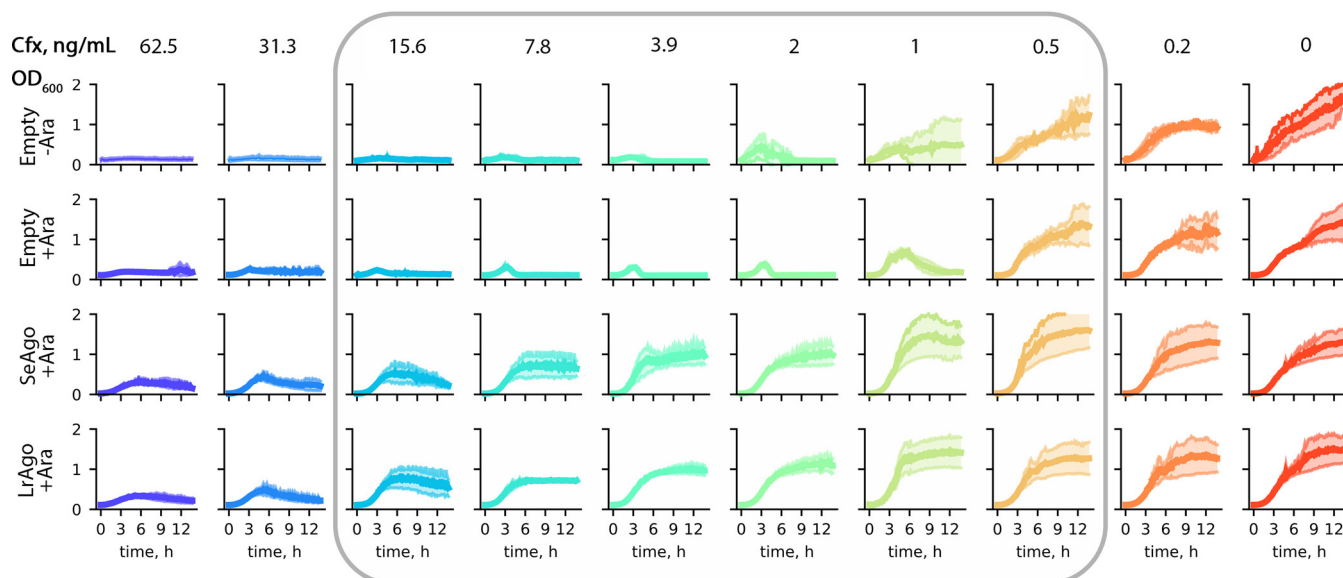 Cfx, ng/mL 62.5 31.3 15.6 7.8 3.9 2 1 0.5 0.2 0
OD600
Empty
-Ara
2
1
0
Empty
+Ara
2
1
0
SeAgo
+Ara
2
1
0
LrAgo
+Ara
2
1
0
0 3 6 9 12 0 3 6 9 12 0 3 6 9 12 0 3 6 9 12 0 3 6 9 12 0 3 6 9 12 0 3 6 9 12 0 3 6 9 12 0 3 6 9 12 0 3 6 9 12
time, h time, h time, h time, h time, h time, h time, h time, h time, h time, h